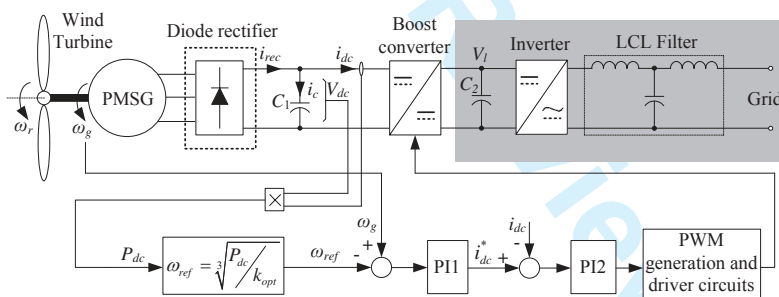 Wind
Turbine
Diode rectifier
Boost
converter
Inverter
LCL Filter
PMSG
i_rec
i_dc
i_c
C_1
V_dc
V_l
C_2
Grid
ω_r
ω_g
×
P_dc
ω_ref = ∛(P_dc/k_opt)
ω_ref
ω_g
+
-
PI1
i*_dc
+
i_dc
-
PI2
PWM
generation and
driver circuits